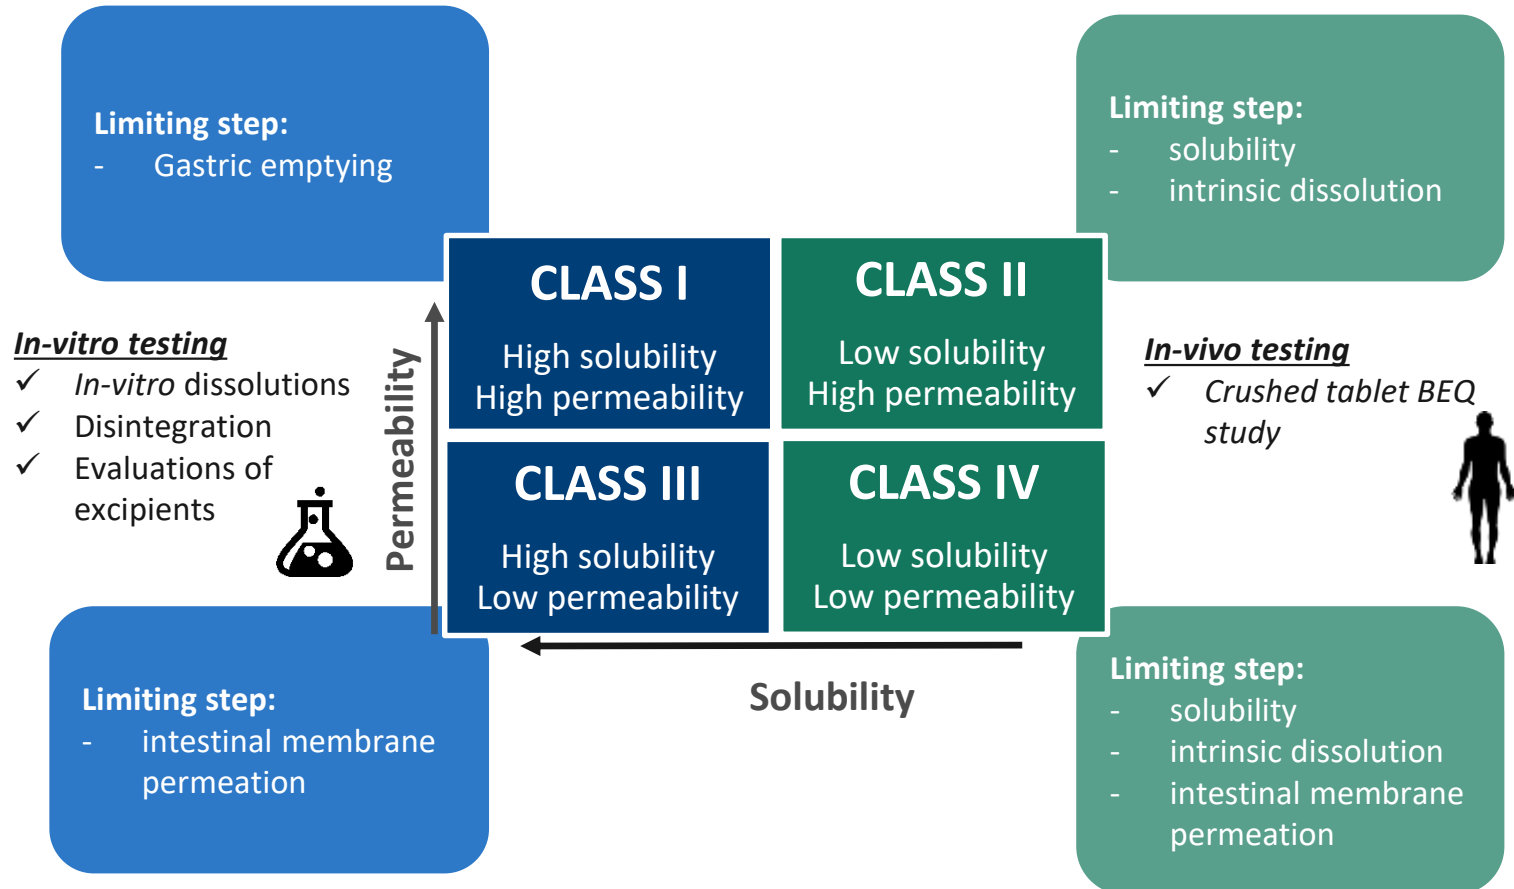 Limiting step:
- Gastric emptying
Limiting step:
- solubility
- intrinsic dissolution
CLASS I
High solubility
High permeability
CLASS II
Low solubility
High permeability
In-vitro testing
✓ In-vitro dissolutions
✓ Disintegration
✓ Evaluations of
excipients
Permeability
In-vivo testing
✓ Crushed tablet BEQ
study
CLASS III
High solubility
Low permeability
CLASS IV
Low solubility
Low permeability
Solubility
Limiting step:
- intestinal membrane
permeation
Limiting step:
- solubility
- intrinsic dissolution
- intestinal membrane
permeation